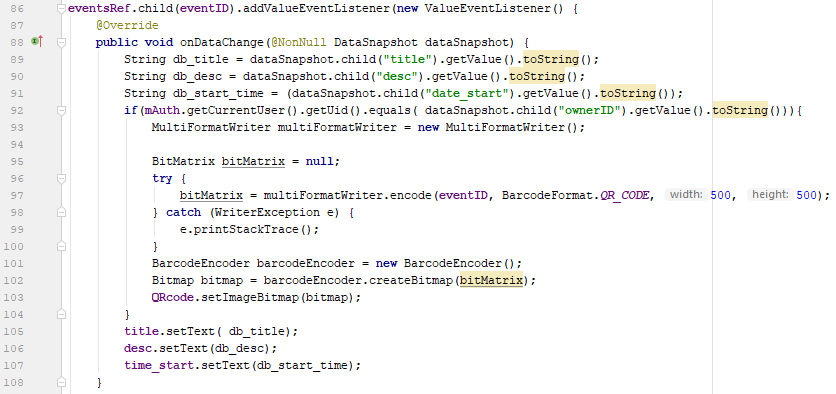 86 eventsRef.child(eventID).addValueEventListener(new ValueEventListener() {
87     @Override
88     public void onDataChange(@NonNull DataSnapshot dataSnapshot) {
89         String db_title = dataSnapshot.child("title").getValue().toString();
90         String db_desc = dataSnapshot.child("desc").getValue().toString();
91         String db_start_time = (dataSnapshot.child("date_start").getValue().toString());
92         if(mAuth.getCurrentUser().getUid().equals( dataSnapshot.child("ownerID").getValue().toString())){
93             MultiFormatWriter multiFormatWriter = new MultiFormatWriter();
94
95             BitMatrix bitMatrix = null;
96             try {
97                 bitMatrix = multiFormatWriter.encode(eventID, BarcodeFormat.QR_CODE, width: 500, height: 500);
98             } catch (WriterException e) {
99                 e.printStackTrace();
100             }
101             BarcodeEncoder barcodeEncoder = new BarcodeEncoder();
102             Bitmap bitmap = barcodeEncoder.createBitmap(bitMatrix);
103             QRcode.setImageBitmap(bitmap);
104         }
105         title.setText( db_title);
106         desc.setText(db_desc);
107         time_start.setText(db_start_time);
108     }